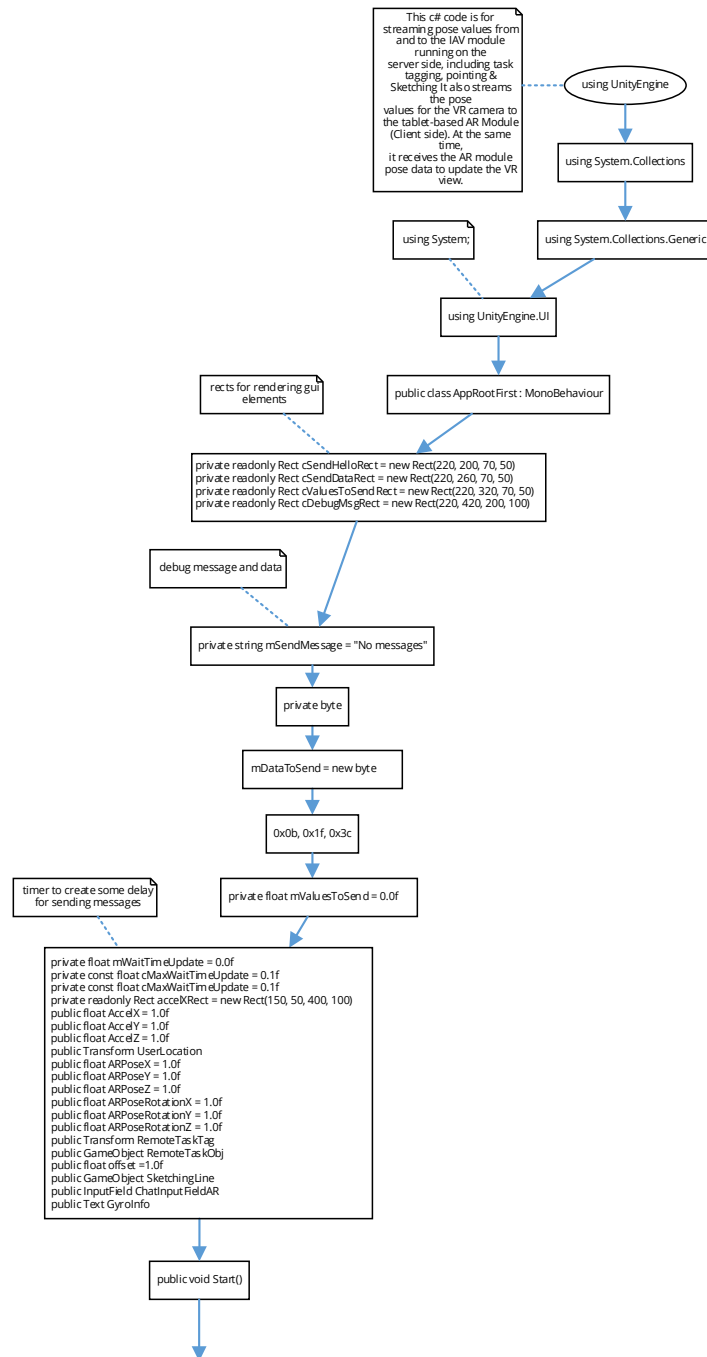 This c# code is for
streaming pose values from
and to the IAV module
running on the
server side, including task
tagging, pointing &
Sketching It also streams
the pose
values for the VR camera to
the tablet-based AR Module
(Client side). At the same
time,
it receives the AR module
pose data to update the VR
view.
using UnityEngine
using System.Collections
using System;
using System.Collections.Generic
using UnityEngine.UI
rects for rendering gui
elements
public class AppRootFirst : MonoBehaviour
private readonly Rect cSendHelloRect = new Rect(220, 200, 70, 50)
private readonly Rect cSendDataRect = new Rect(220, 260, 70, 50)
private readonly Rect cValuesToSendRect = new Rect(220, 320, 70, 50)
private readonly Rect cDebugMsgRect = new Rect(220, 420, 200, 100)
debug message and data
private string mSendMessage = "No messages"
private byte
mDataToSend = new byte
0x0b, 0x1f, 0x3c
timer to create some delay
for sending messages
private float mValuesToSend = 0.0f
private float mWaitTimeUpdate = 0.0f
private const float cMaxWaitTimeUpdate = 0.1f
private const float cMaxWaitTimeUpdate = 0.1f
private readonly Rect accelXRect = new Rect(150, 50, 400, 100)
public float AccelX = 1.0f
public float AccelY = 1.0f
public float AccelZ = 1.0f
public Transform UserLocation
public float ARPoseX = 1.0f
public float ARPoseY = 1.0f
public float ARPoseZ = 1.0f
public float ARPoseRotationX = 1.0f
public float ARPoseRotationY = 1.0f
public float ARPoseRotationZ = 1.0f
public Transform RemoteTaskTag
public GameObject RemoteTaskObj
public float offset =1.0f
public GameObject SketchingLine
public InputField ChatInputFieldAR
public Text GyroInfo
public void Start()